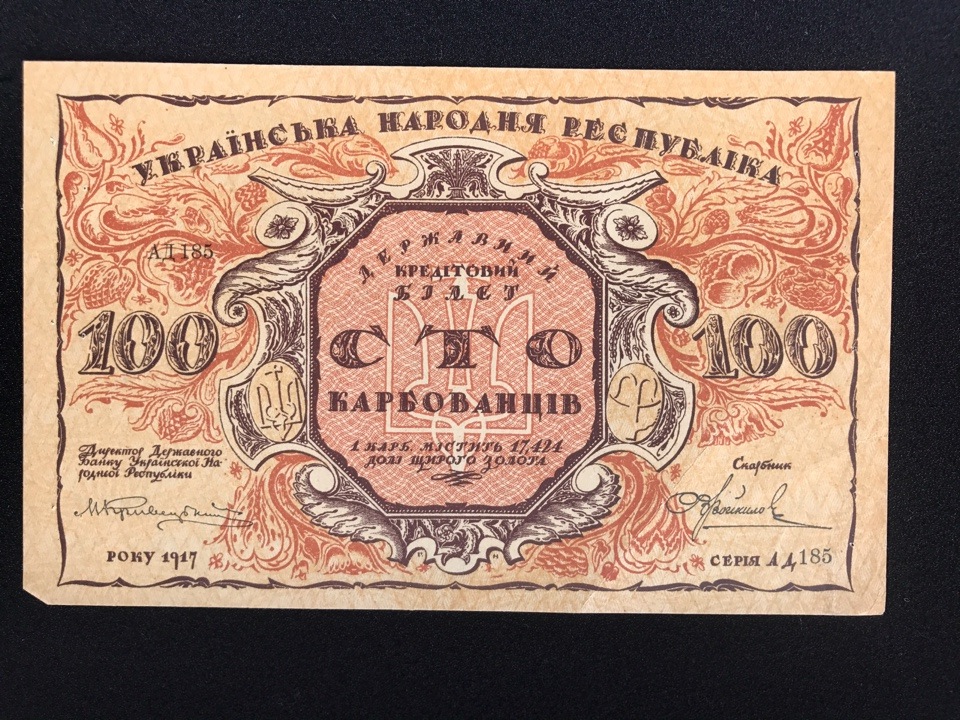 УКРАЇНСЬКА НАРОДНЯ РЕСПУБЛІКА
АД 185
ДЕРЖАВНИЙ
КРЕДІТОВИЙ
БІЛЄТ
100
СТО
100
КАРБОВАНЦІВ
1 КАРБ. МІСТИТЬ 17,424
ДОЛІ ЩИРОГО ЗОЛОТА
Директор Державного
Банку Української На-
родньої Республіки
Скарбник
РОКУ 1917
СЕРІЯ АД 185